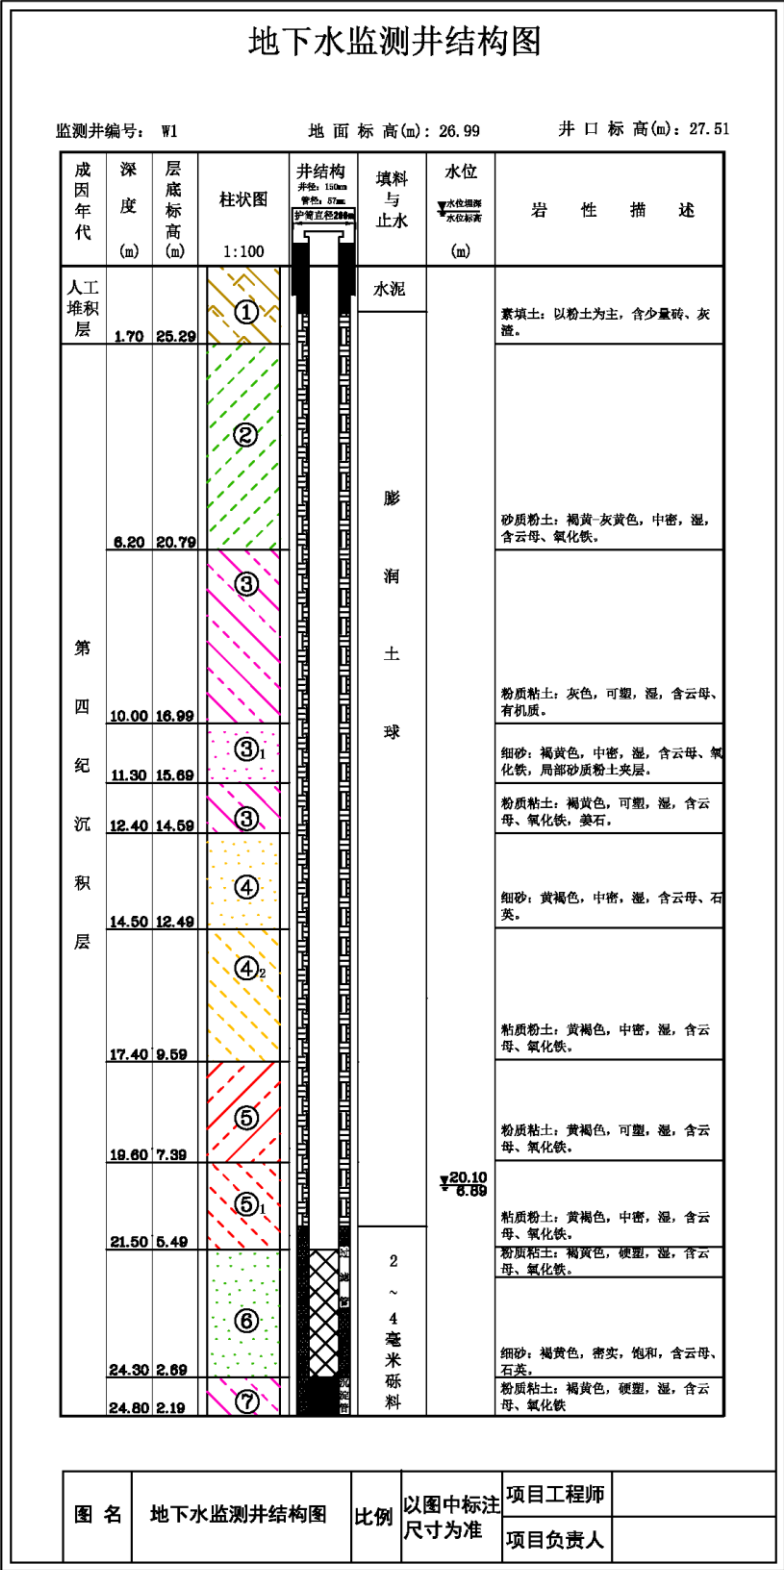 地下水监测井结构图
监测井编号: W1
地面标高(m): 26.99
井口标高(m): 27.51
成因年代
深度
(m)
层底标高
(m)
柱状图
1:100
井结构
井径: 150mm
管径: 57mm
护筒直径200mm
填料与止水
水位
水位埋深
水位标高
(m)
岩性描述
人工堆积层
1.70 25.29
①
水泥
素填土: 以粉土为主, 含少量砖、灰
渣。
第四纪沉积层
膨润土球
6.20 20.79
②
砂质粉土: 褐黄-灰黄色, 中密, 湿,
含云母、氧化铁。
10.00 16.99
③
粉质粘土: 灰色, 可塑, 湿, 含云母、
有机质。
11.30 15.69
③1
细砂: 褐黄色, 中密, 湿, 含云母、氧
化铁, 局部砂质粉土夹层。
12.40 14.59
③
粉质粘土: 褐黄色, 可塑, 湿, 含云
母、氧化铁, 姜石。
14.50 12.49
④
细砂: 黄褐色, 中密, 湿, 含云母、石
英。
17.40 9.59
④2
粘质粉土: 黄褐色, 中密, 湿, 含云
母、氧化铁。
19.60 7.39
⑤
粉质粘土: 黄褐色, 可塑, 湿, 含云
母、氧化铁。
20.10
6.89
21.50 5.49
⑤1
粘质粉土: 黄褐色, 中密, 湿, 含云
母、氧化铁。
粉质粘土: 褐黄色, 硬塑, 湿, 含云
母、氧化铁。
过滤管
2~4毫米砾料
24.30 2.69
⑥
细砂: 褐黄色, 密实, 饱和, 含云母、
石英。
24.80 2.19
⑦
沉淀管
粉质粘土: 褐黄色, 硬塑, 湿, 含云
母、氧化铁
图名
地下水监测井结构图
比例
以图中标注
尺寸为准
项目工程师
项目负责人